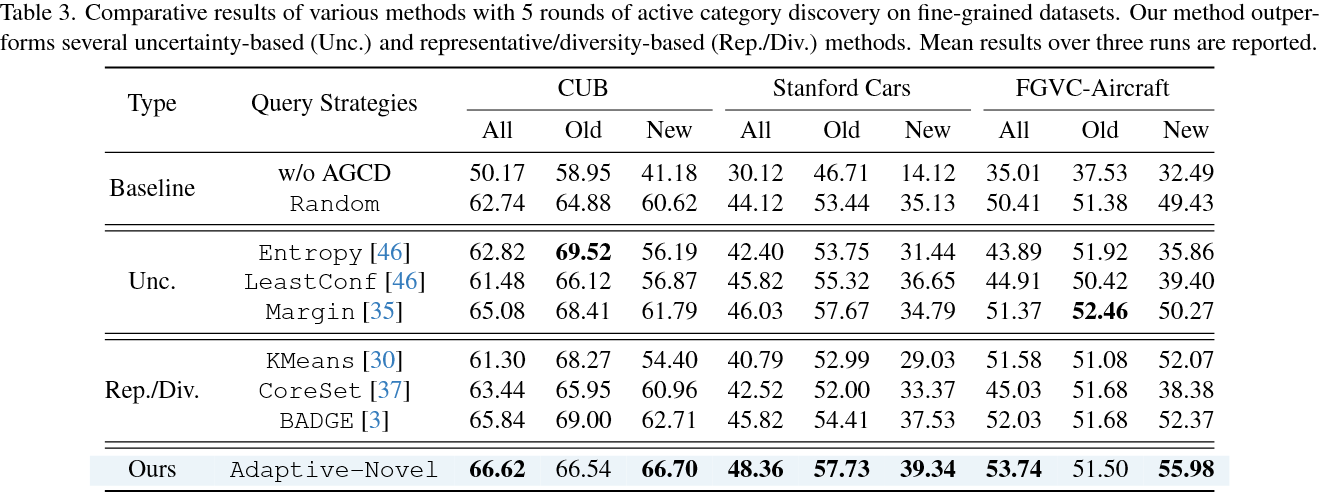 Table 3. Comparative results of various methods with 5 rounds of active category discovery on fine-grained datasets. Our method outper-
forms several uncertainty-based (Unc.) and representative/diversity-based (Rep./Div.) methods. Mean results over three runs are reported.
Type Query Strategies CUB Stanford Cars FGVC-Aircraft
All Old New All Old New All Old New
Baseline
w/o AGCD 50.17 58.95 41.18 30.12 46.71 14.12 35.01 37.53 32.49
Random 62.74 64.88 60.62 44.12 53.44 35.13 50.41 51.38 49.43
Unc.
Entropy [46] 62.82 69.52 56.19 42.40 53.75 31.44 43.89 51.92 35.86
LeastConf [46] 61.48 66.12 56.87 45.82 55.32 36.65 44.91 50.42 39.40
Margin [35] 65.08 68.41 61.79 46.03 57.67 34.79 51.37 52.46 50.27
Rep./Div.
KMeans [30] 61.30 68.27 54.40 40.79 52.99 29.03 51.58 51.08 52.07
CoreSet [37] 63.44 65.95 60.96 42.52 52.00 33.37 45.03 51.68 38.38
BADGE [3] 65.84 69.00 62.71 45.82 54.41 37.53 52.03 51.68 52.37
Ours Adaptive-Novel 66.62 66.54 66.70 48.36 57.73 39.34 53.74 51.50 55.98